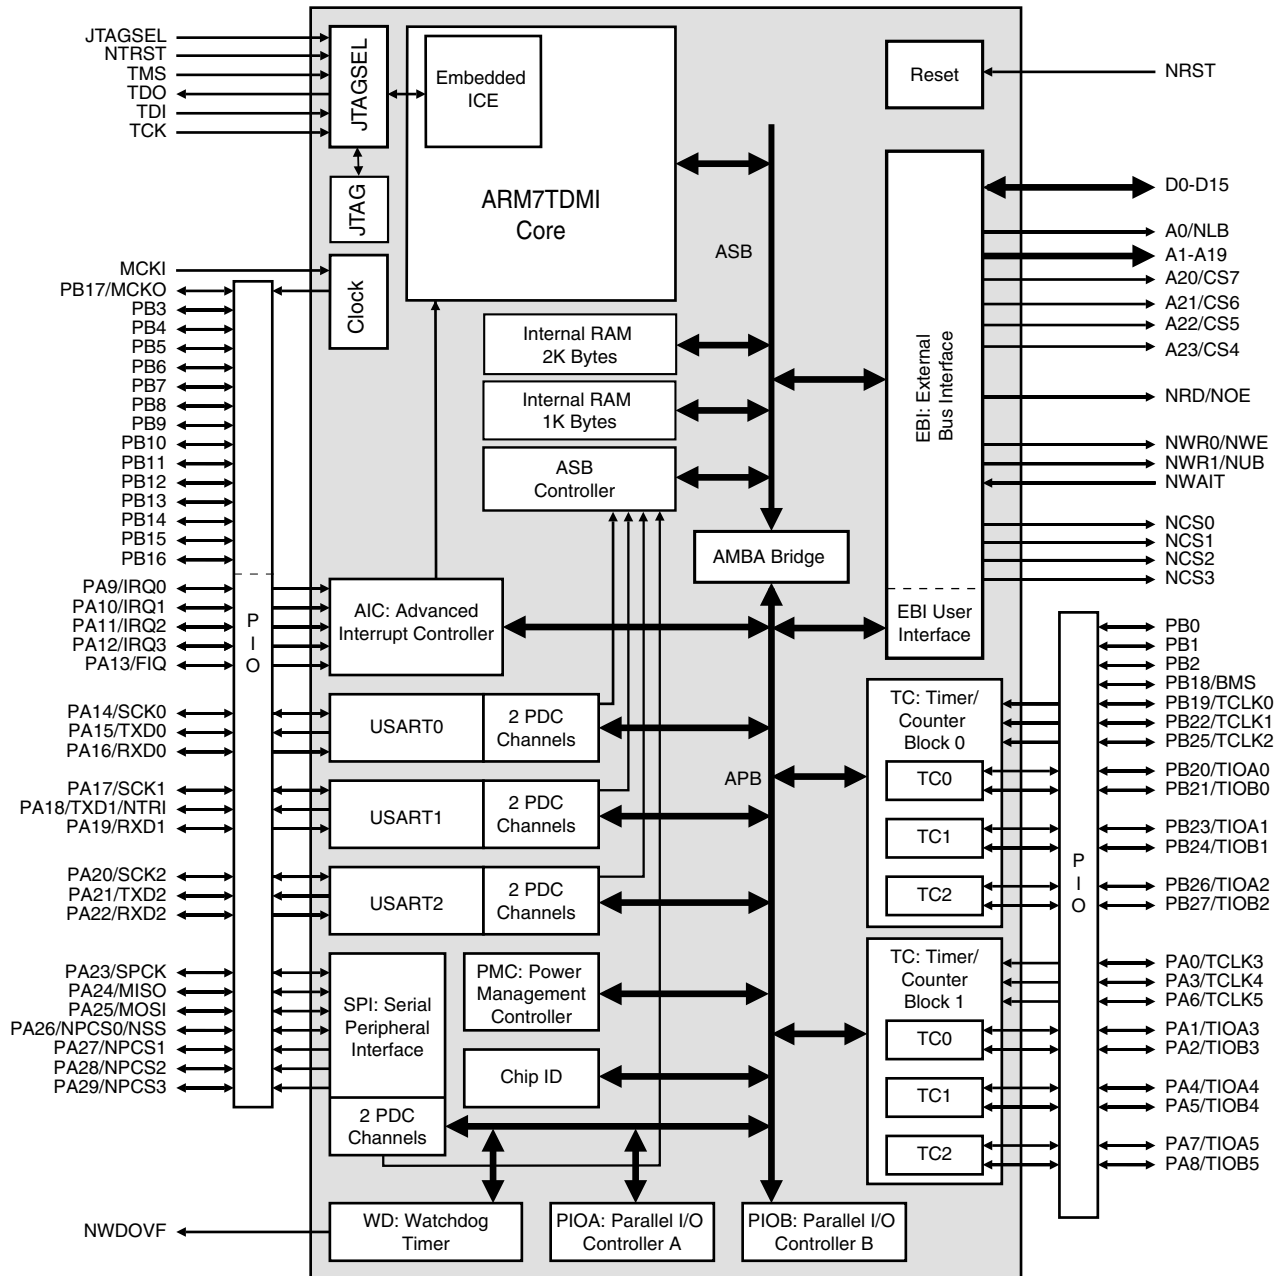 JTAGSEL
NTRST
TMS
TDO
TDI
TCK
MCKI
PB17/MCKO
PB3
PB4
PB5
PB6
PB7
PB8
PB9
PB10
PB11
PB12
PB13
PB14
PB15
PB16
PA9/IRQ0
PA10/IRQ1
PA11/IRQ2
PA12/IRQ3
PA13/FIQ
PA14/SCK0
PA15/TXD0
PA16/RXD0
PA17/SCK1
PA18/TXD1/NTRI
PA19/RXD1
PA20/SCK2
PA21/TXD2
PA22/RXD2
PA23/SPCK
PA24/MISO
PA25/MOSI
PA26/NPCS0/NSS
PA27/NPCS1
PA28/NPCS2
PA29/NPCS3
NWDOVF
P
I
O
JTAGSEL
JTAG
Clock
Embedded
ICE
ARM7TDMI
Core
Internal RAM
2K Bytes
Internal RAM
1K Bytes
ASB
Controller
AIC: Advanced
Interrupt Controller
USART0
2 PDC
Channels
USART1
2 PDC
Channels
USART2
2 PDC
Channels
SPI: Serial
Peripheral
Interface
2 PDC
Channels
PMC: Power
Management
Controller
Chip ID
WD: Watchdog
Timer
PIOA: Parallel I/O
Controller A
PIOB: Parallel I/O
Controller B
ASB
AMBA Bridge
APB
Reset
EBI: External
Bus Interface
EBI User
Interface
TC: Timer/
Counter
Block 0
TC0
TC1
TC2
TC: Timer/
Counter
Block 1
TC0
TC1
TC2
P
I
O
NRST
D0-D15
A0/NLB
A1-A19
A20/CS7
A21/CS6
A22/CS5
A23/CS4
NRD/NOE
NWR0/NWE
NWR1/NUB
NWAIT
NCS0
NCS1
NCS2
NCS3
PB0
PB1
PB2
PB18/BMS
PB19/TCLK0
PB22/TCLK1
PB25/TCLK2
PB20/TIOA0
PB21/TIOB0
PB23/TIOA1
PB24/TIOB1
PB26/TIOA2
PB27/TIOB2
PA0/TCLK3
PA3/TCLK4
PA6/TCLK5
PA1/TIOA3
PA2/TIOB3
PA4/TIOA4
PA5/TIOB4
PA7/TIOA5
PA8/TIOB5